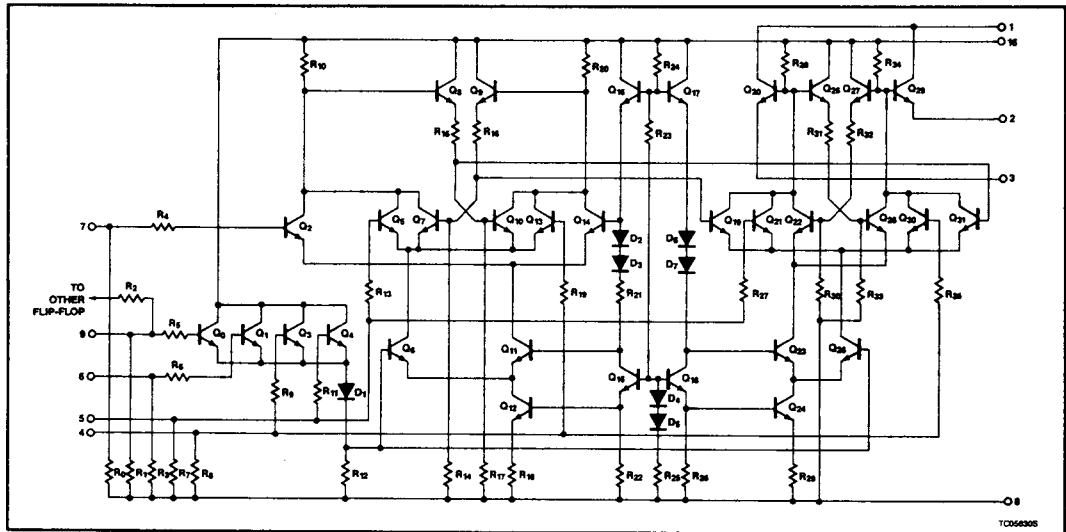 1
16
R10
R20
R24
R26
R34
Q8
Q9
Q16
Q17
Q20
Q25
Q27
Q29
2
R15
R16
R23
R31
R32
3
7
R4
Q2
Q5
Q7
Q10
Q13
Q14
Q19
Q21
Q22
Q28
Q30
Q31
D2
D6
D3
D7
TO
OTHER
FLIP-FLOP
R2
R13
R19
R21
R27
R30
R33
R35
9
R5
Q0
Q1
Q3
Q4
Q6
Q11
Q23
Q26
6
R6
Q15
Q18
R9
R11
D1
D4
Q12
Q24
5
D5
4
R0
R1
R3
R7
R8
R12
R14
R17
R18
R22
R25
R29
8
TC05830S